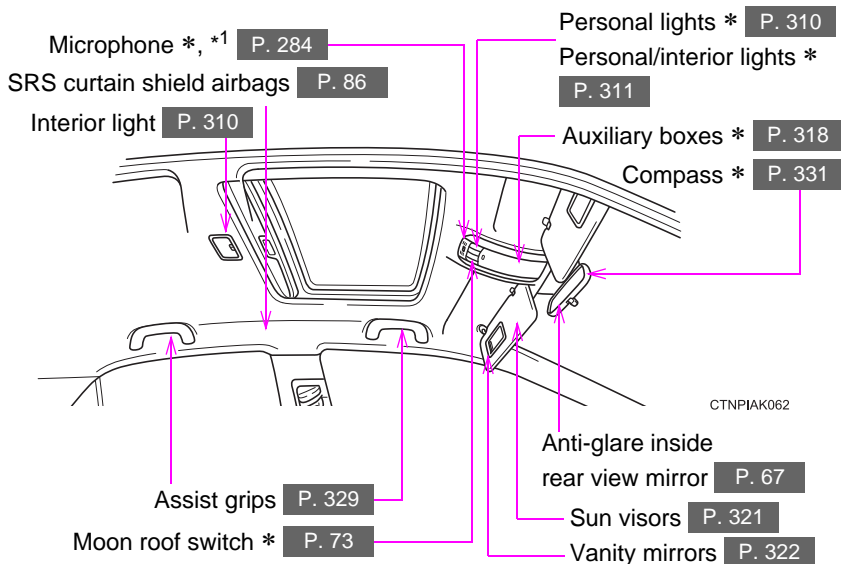 Microphone *, *1 P. 284
SRS curtain shield airbags P. 86
Interior light P. 310
Personal lights * P. 310
Personal/interior lights *
P. 311
Auxiliary boxes * P. 318
Compass * P. 331
CTNPIAK062
Anti-glare inside
rear view mirror P. 67
Assist grips P. 329
Sun visors P. 321
Moon roof switch * P. 73
Vanity mirrors P. 322